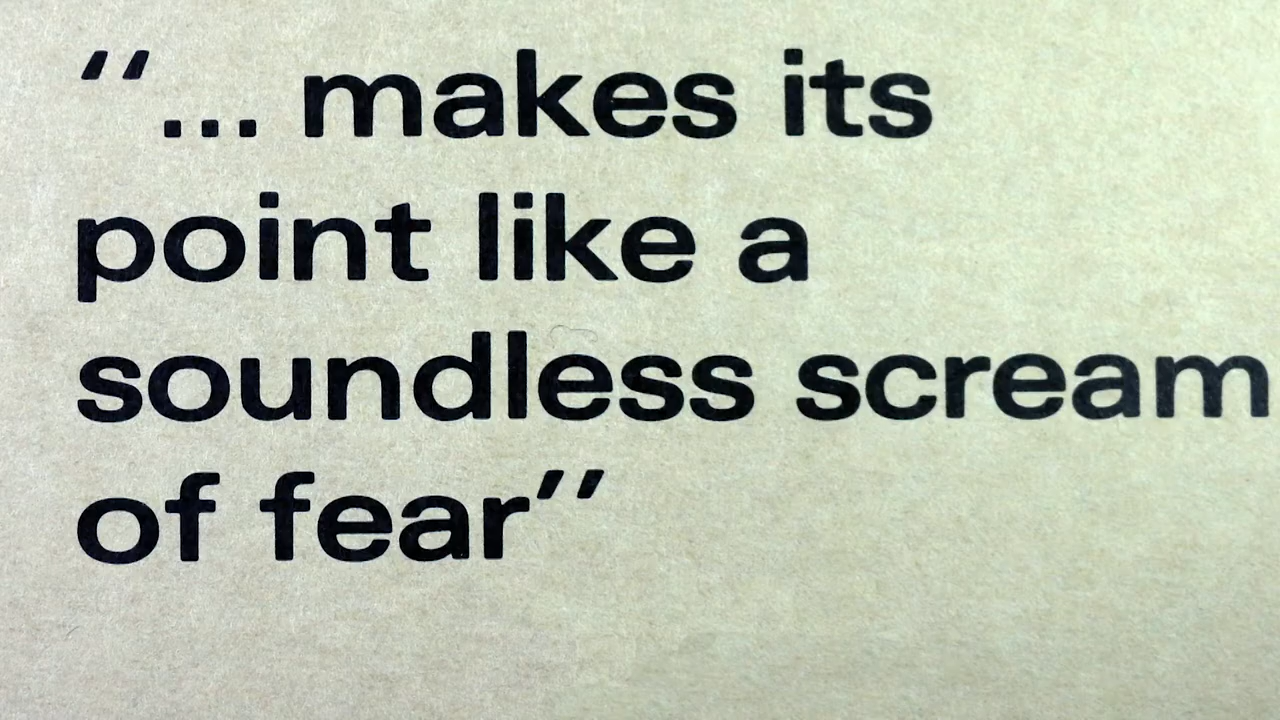 “... makes its
point like a
soundless scream
of fear”